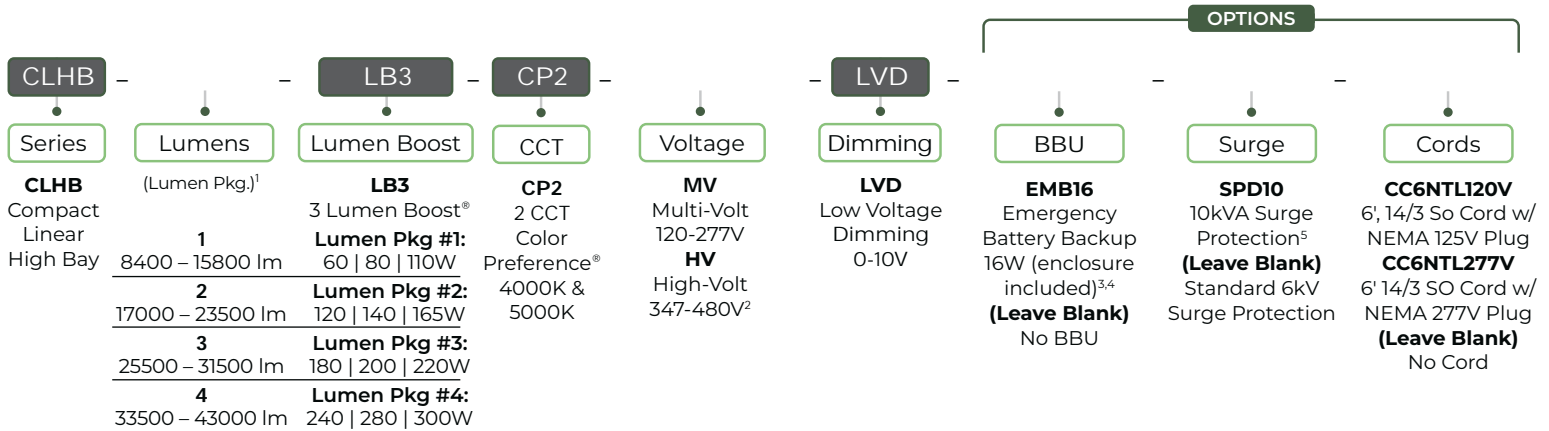 OPTIONS
CLHB – – LB3 – CP2 – – LVD – – –
Series
Lumens
Lumen Boost
CCT
Voltage
Dimming
BBU
Surge
Cords
CLHB
Compact
Linear
High Bay
(Lumen Pkg.)¹
1
8400 – 15800 lm
2
17000 – 23500 lm
3
25500 – 31500 lm
4
33500 – 43000 lm
LB3
3 Lumen Boost®
Lumen Pkg #1:
60 | 80 | 110W
Lumen Pkg #2:
120 | 140 | 165W
Lumen Pkg #3:
180 | 200 | 220W
Lumen Pkg #4:
240 | 280 | 300W
CP2
2 CCT
Color
Preference®
4000K &
5000K
MV
Multi-Volt
120-277V
HV
High-Volt
347-480V²
LVD
Low Voltage
Dimming
0-10V
EMB16
Emergency
Battery Backup
16W (enclosure
included)³,⁴
(Leave Blank)
No BBU
SPD10
10kVA Surge
Protection⁵
(Leave Blank)
Standard 6kV
Surge Protection
CC6NTL120V
6', 14/3 So Cord w/
NEMA 125V Plug
CC6NTL277V
6' 14/3 SO Cord w/
NEMA 277V Plug
(Leave Blank)
No Cord